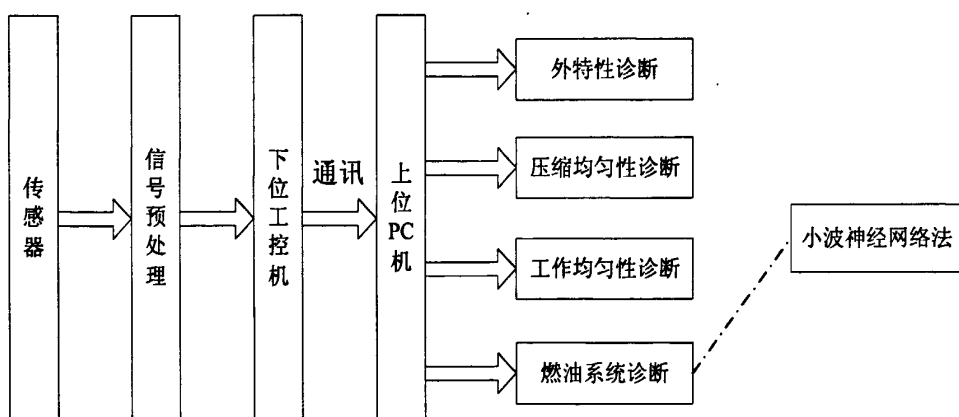 传感器
信号预处理
下位工控机
通讯
上位PC机
外特性诊断
压缩均匀性诊断
工作均匀性诊断
燃油系统诊断
小波神经网络法